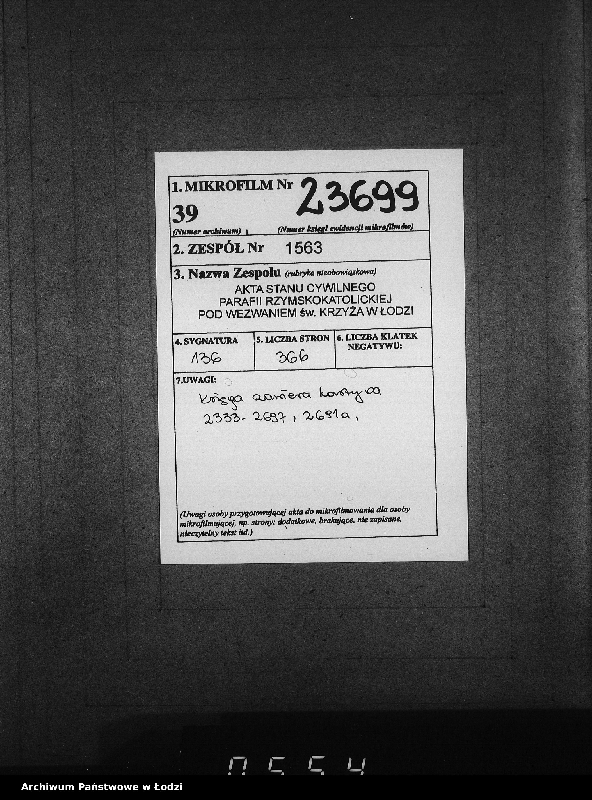 1. MIKROFILM Nr 23699
39
(Numer archiwum) (Numer księgi ewidencji mikrofilmów)
2. ZESPÓŁ Nr 1563
3. Nazwa Zespołu (rubryka nieobowiązkowa)
AKTA STANU CYWILNEGO
PARAFII RZYMSKOKATOLICKIEJ
POD WEZWANIEM ŚW. KRZYŻA W ŁODZI
4. SYGNATURA 5. LICZBA STRON 6. LICZBA KLATEK
NEGATYWU:
136 366
7.UWAGI:
Księga zawiera karty od
2333-2697, 2681a,
(Uwagi osoby przygotowującej akta do mikrofilmowania dla osoby
mikrofilmującej, np. strony: dodatkowe, brakujące, nie zapisane,
nieczytelny tekst itd.)
0554
Archiwum Państwowe w Łodzi